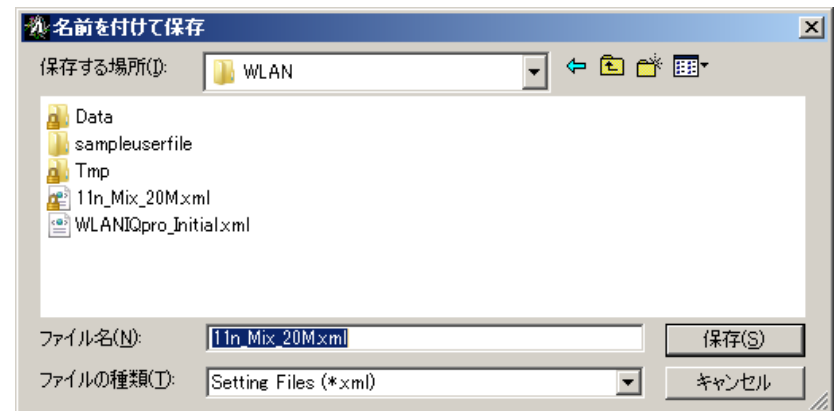 名前を付けて保存
保存する場所(I): WLAN
Data
sampleuserfile
Tmp
11n_Mix_20M.xml
WLANIQpro_Initial.xml
ファイル名(N): 11n_Mix_20M.xml 保存(S)
ファイルの種類(T): Setting Files (*.xml) キャンセル